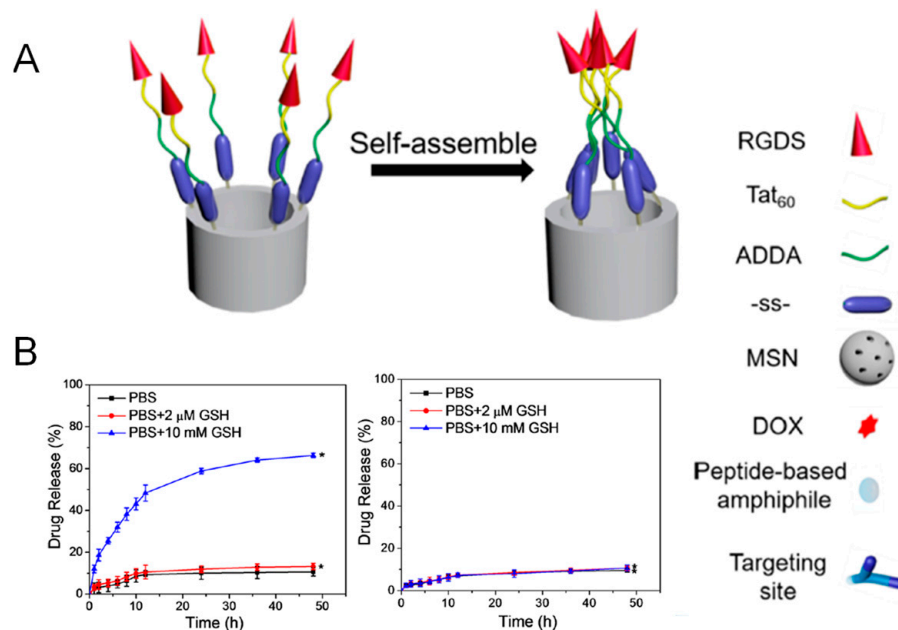 A
Self-assemble
RGDS
Tat60
ADDA
-ss-
MSN
DOX
Peptide-based
amphiphile
Targeting
site
B
100
80
60
40
20
0
Drug Release (%)
PBS
PBS+2 μM GSH
PBS+10 mM GSH
*
*
0 10 20 30 40 50
Time (h)
100
80
60
40
20
0
Drug Release (%)
PBS
PBS+2 μM GSH
PBS+10 mM GSH
*
*
0 10 20 30 40 50
Time (h)